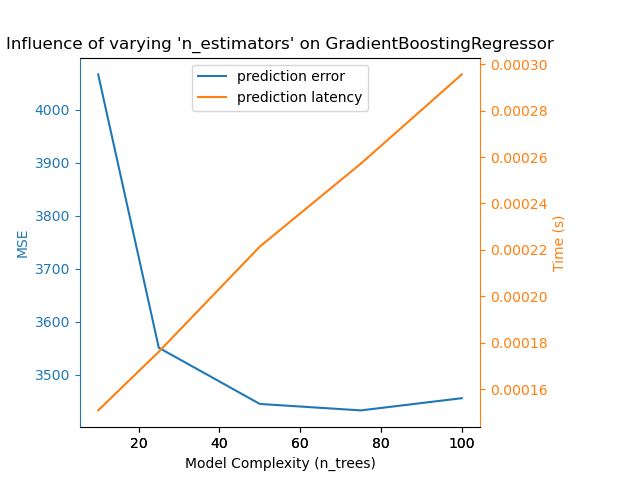 Influence of varying 'n_estimators' on GradientBoostingRegressor
prediction error
prediction latency
MSE
4000
3900
3800
3700
3600
3500
0.00030
0.00028
0.00026
0.00024
0.00022
0.00020
0.00018
0.00016
Time (s)
20 40 60 80 100
Model Complexity (n_trees)